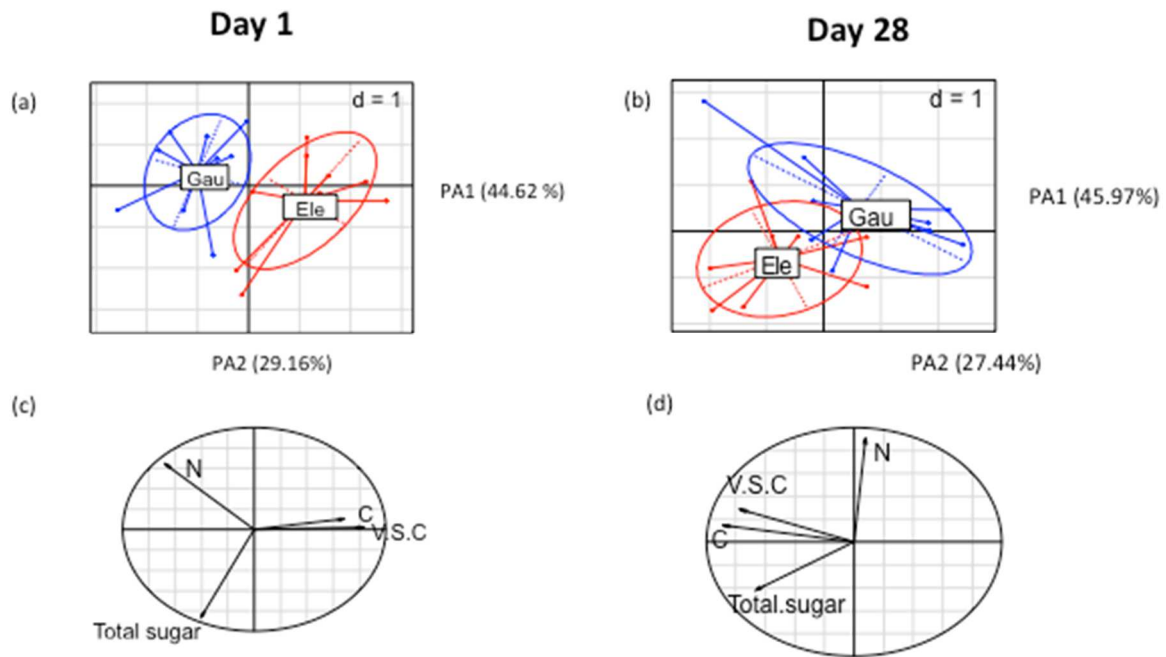 Day 1
Day 28
(a)
d = 1
Gau
Ele
PA1 (44.62 %)
PA2 (29.16%)
(b)
d = 1
Gau
Ele
PA1 (45.97%)
PA2 (27.44%)
(c)
N
C
V.S.C
Total sugar
(d)
N
V.S.C
C
Total.sugar